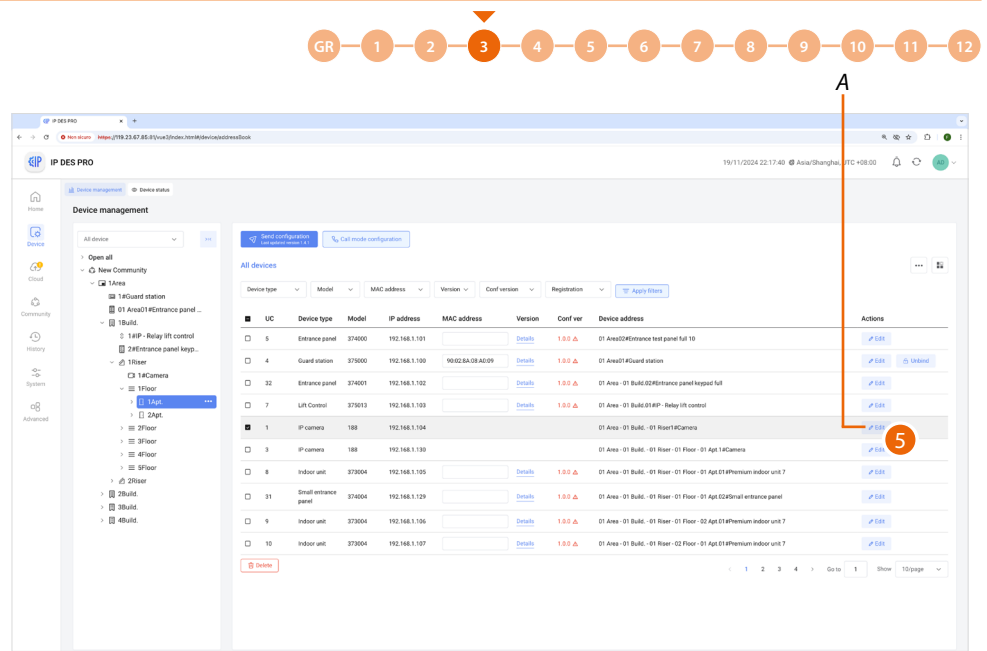 GR 1 2 3 4 5 6 7 8 9 10 11 12
A
IP DES PRO
Not secure https://119.23.67.85:81/vue3/index.html#/device/addressBook
IP DES PRO 19/11/2024 22:17:40 Asia/Shanghai, UTC +08:00 AR
Device management Device status
Home
Device
Cloud
Community
History
System
Advanced
Device management
All device
Open all
New Community
1Area
1#Guard station
01 Area01#Entrance panel ...
1Build.
1#IP - Relay lift control
2#Entrance panel keyp...
1Riser
1#Camera
1Floor
1Apt. ...
2Apt.
2Floor
3Floor
4Floor
5Floor
2Riser
2Build.
3Build.
4Build.
Send configuration
Call mode configuration
All devices
Device type Model MAC address Version Conf version Registration Apply filters
UC Device type Model IP address MAC address Version Conf ver Device address Actions
5 Entrance panel 374000 192.168.1.101 Details 1.0.0 01 Area02#Entrance test panel full 10 Edit
4 Guard station 375000 192.168.1.100 90:02:8A:08:A0:09 Details 1.0.0 01 Area01#Guard station Edit Unbind
32 Entrance panel 374001 192.168.1.102 Details 1.0.0 01 Area - 01 Build.02#Entrance panel keypad full Edit
7 Lift Control 375013 192.168.1.103 Details 1.0.0 01 Area - 01 Build.01#IP - Relay lift control Edit
1 IP camera 188 192.168.1.104 01 Area - 01 Build. - 01 Riser1#Camera Edit
5
3 IP camera 188 192.168.1.130 01 Area - 01 Build. - 01 Riser - 01 Floor - 01 Apt.1#Camera Edit
8 Indoor unit 373004 192.168.1.105 Details 1.0.0 01 Area - 01 Build. - 01 Riser - 01 Floor - 01 Apt.01#Premium indoor unit 7 Edit
31 Small entrance panel 374004 192.168.1.129 Details 1.0.0 01 Area - 01 Build. - 01 Riser - 01 Floor - 01 Apt.02#Small entrance panel Edit
9 Indoor unit 373004 192.168.1.106 Details 1.0.0 01 Area - 01 Build. - 01 Riser - 01 Floor - 02 Apt.01#Premium indoor unit 7 Edit
10 Indoor unit 373004 192.168.1.107 Details 1.0.0 01 Area - 01 Build. - 01 Riser - 02 Floor - 01 Apt.01#Premium indoor unit 7 Edit
Delete 1 2 3 4 Go to 1 Show 10/page